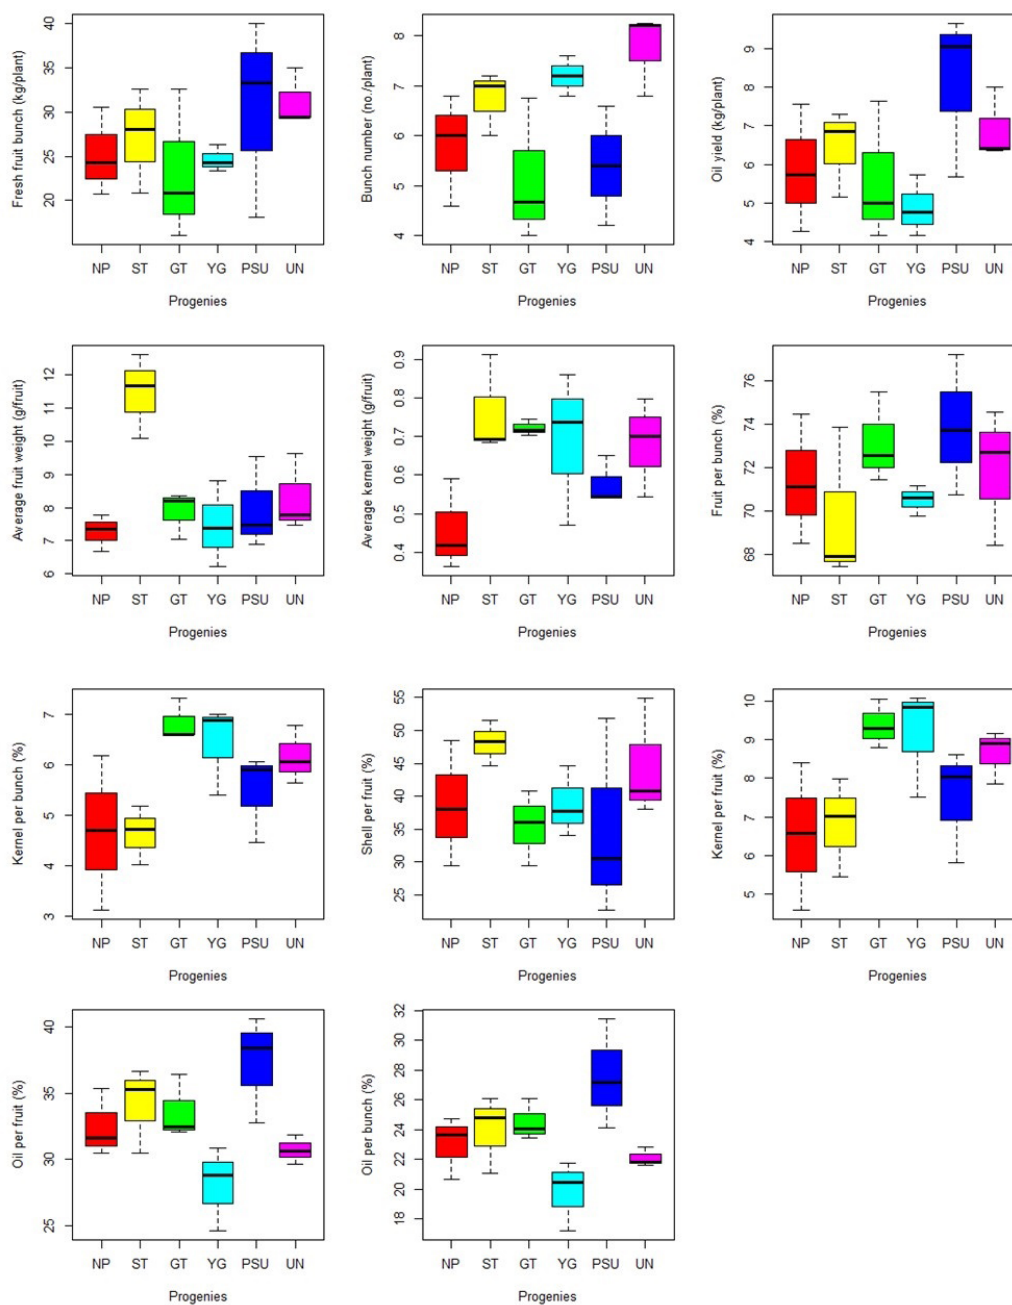 Fresh fruit bunch (kg/plant)
40
35
30
25
20
NP ST GT YG PSU UN
Progenies
Bunch number (no./plant)
8
7
6
5
4
NP ST GT YG PSU UN
Progenies
Oil yield (kg/plant)
9
8
7
6
5
4
NP ST GT YG PSU UN
Progenies
Average fruit weight (g/fruit)
12
11
10
9
8
7
6
NP ST GT YG PSU UN
Progenies
Average kernel weight (g/fruit)
0.9
0.8
0.7
0.6
0.5
0.4
NP ST GT YG PSU UN
Progenies
Fruit per bunch (%)
76
74
72
70
68
NP ST GT YG PSU UN
Progenies
Kernel per bunch (%)
7
6
5
4
3
NP ST GT YG PSU UN
Progenies
Shell per fruit (%)
55
50
45
40
35
30
25
NP ST GT YG PSU UN
Progenies
Kernel per fruit (%)
10
9
8
7
6
5
NP ST GT YG PSU UN
Progenies
Oil per fruit (%)
40
35
30
25
NP ST GT YG PSU UN
Progenies
Oil per bunch (%)
32
30
28
26
24
22
20
18
NP ST GT YG PSU UN
Progenies